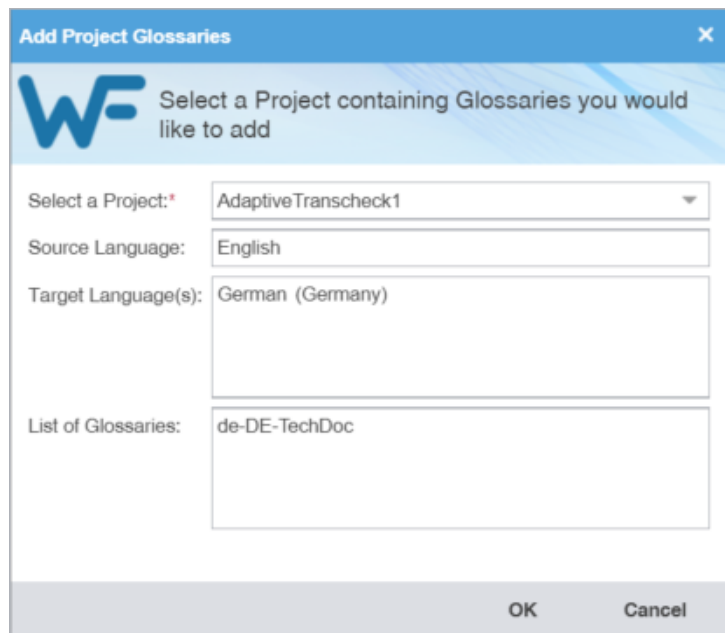 Add Project Glossaries
WF
Select a Project containing Glossaries you would
like to add
Select a Project:* AdaptiveTranscheck1
Source Language: English
Target Language(s): German (Germany)
List of Glossaries: de-DE-TechDoc
OK Cancel